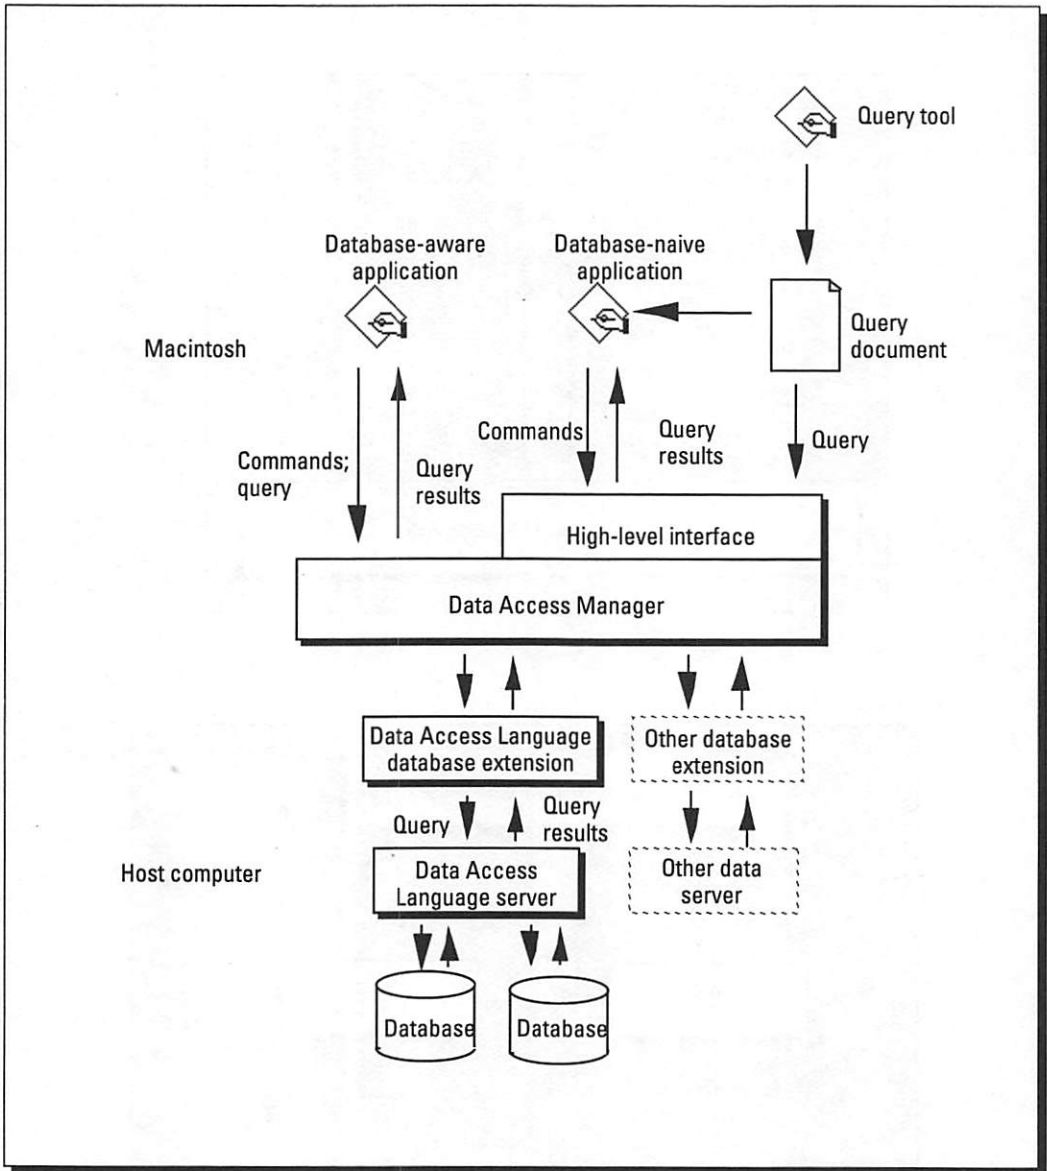 Query tool
Database-aware
application
Database-naive
application
Macintosh
Query
document
Commands;
query
Query
results
Commands
Query
results
Query
High-level interface
Data Access Manager
Data Access Language
database extension
Other database
extension
Query
Query
results
Host computer
Data Access
Language server
Other data
server
Database
Database